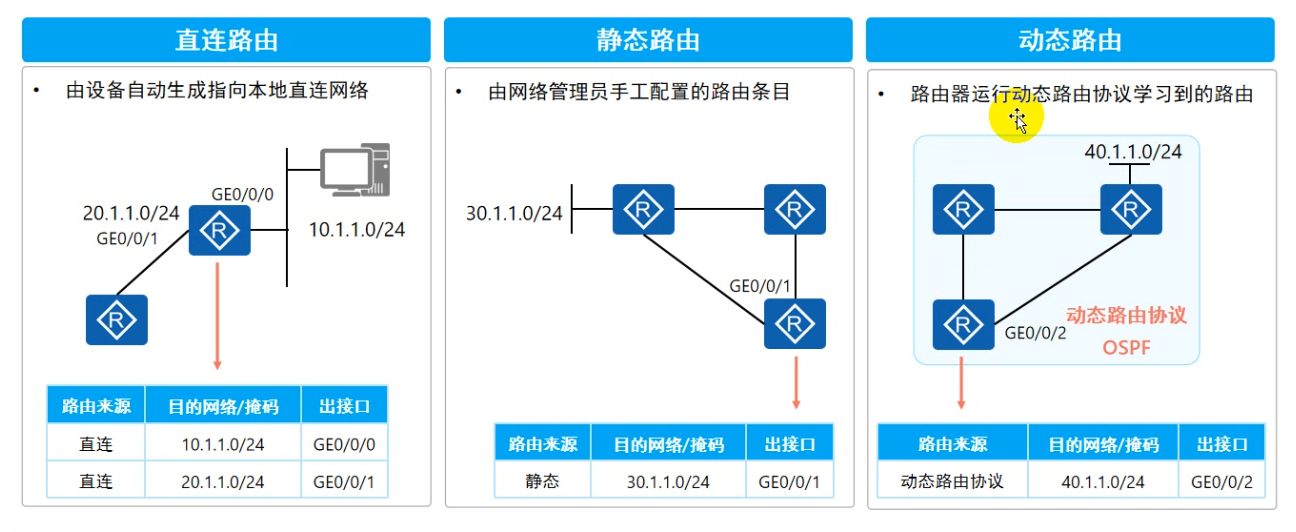 直连路由
• 由设备自动生成指向本地直连网络
GE0/0/0
20.1.1.0/24
GE0/0/1
R
10.1.1.0/24
R
路由来源 目的网络/掩码 出接口
直连 10.1.1.0/24 GE0/0/0
直连 20.1.1.0/24 GE0/0/1
静态路由
• 由网络管理员手工配置的路由条目
30.1.1.0/24
R
R
GE0/0/1
R
路由来源 目的网络/掩码 出接口
静态 30.1.1.0/24 GE0/0/1
动态路由
• 路由器运行动态路由协议学习到的路由
40.1.1.0/24
R
R
R
GE0/0/2
动态路由协议
OSPF
路由来源 目的网络/掩码 出接口
动态路由协议 40.1.1.0/24 GE0/0/2